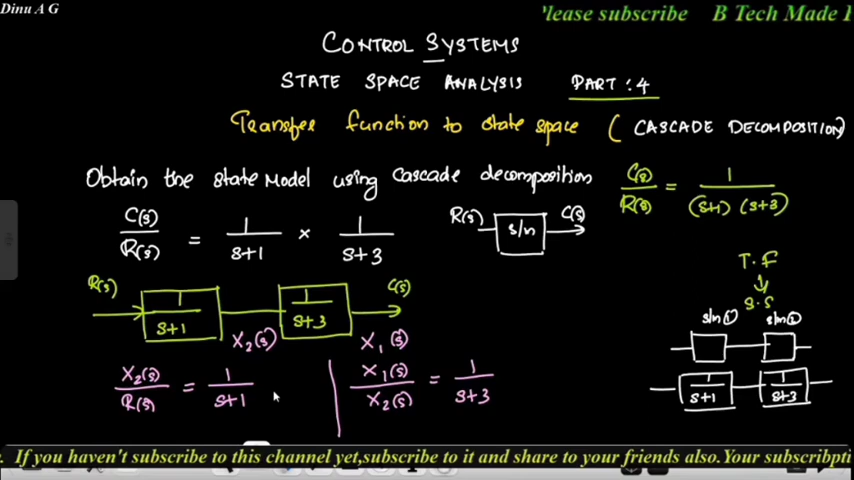 Dinu A G
'lease subscribe B Tech Made
CONTROL SYSTEMS
STATE SPACE ANALYSIS PART : 4
Transfer function to state space ( CASCADE DECOMPOSITION)
Obtain the state Model using Cascade decomposition C(s)/R(s) = 1/(s+1) (s+3)
C(s)/R(s) = 1/s+1 × 1/s+3
R(s) s/n C(s)
T.F
↓
S.S
R(s) 1/s+1 1/s+3 C(s)
X2(s) X1(s)
s/n① s/n②
X2(s)/R(s) = 1/s+1
X1(s)/X2(s) = 1/s+3
1/s+1 1/s+3
If you haven't subscribe to this channel yet,subscribe to it and share to your friends also.Your subscribpti